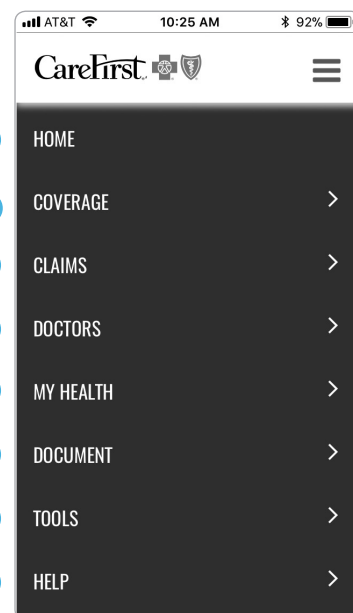 AT&T 10:25 AM 92%
CareFirst
HOME
COVERAGE
CLAIMS
DOCTORS
MY HEALTH
DOCUMENT
TOOLS
HELP